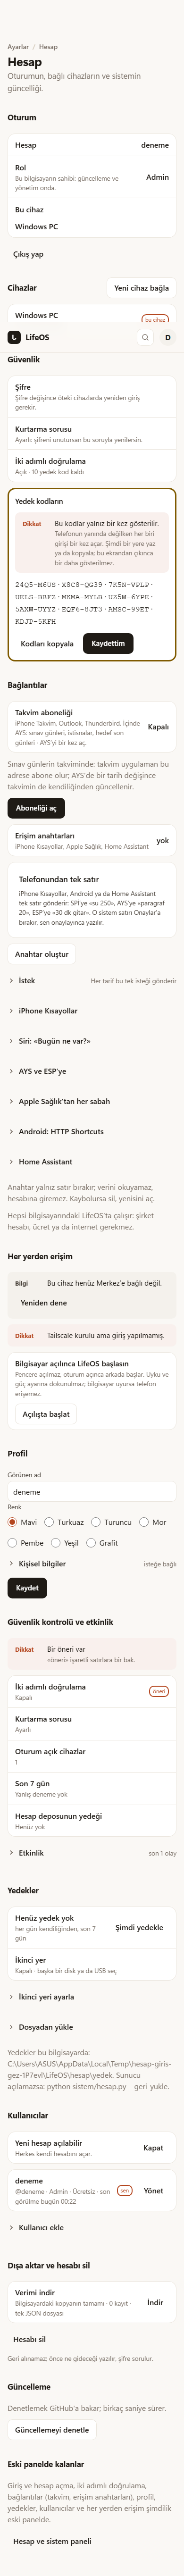 Ayarlar / Hesap
Hesap
Oturumun, bağlı cihazların ve sistemin
güncelliği.
Oturum
Hesap deneme
Rol
Bu bilgisayarın sahibi: güncelleme ve
yönetim onda.
Admin
Bu cihaz
Windows PC
Çıkış yap
Cihazlar
Yeni cihaz bağla
Windows PC
bu cihaz
LifeOS
D
Güvenlik
Şifre
Şifre değişince öteki cihazlarda yeniden giriş
gerekir.
Kurtarma sorusu
Ayarlı: şifreni unutursan bu soruyla yenilersin.
İki adımlı doğrulama
Açık · 10 yedek kod kaldı
Yedek kodların
Dikkat
Bu kodlar yalnız bir kez gösterilir.
Telefonun yanında değilken her biri
girişi bir kez açar. Şimdi bir yere yaz
ya da kopyala; bu ekrandan çıkınca
bir daha gösterilmez.
24Q5-M6US · XSC8-QG39 · 7K5N-VPLP ·
UEL5-BBFZ · MKMA-MYLB · UZ5W-6YPE ·
5AXW-UYYZ · EQF6-SJT3 · AMSC-99ET ·
KDJP-5KFH
Kodları kopyala
Kaydettim
Bağlantılar
Takvim aboneliği
iPhone Takvim, Outlook, Thunderbird. İçinde
AYS: sınav günleri, istinalar, hedef son
günleri · AYS'yi bir kez aç.
Kapalı
Sınav günlerin takviminde: takvim uygulaman bu
adrese abone olur; AYS'de bir tarih değişince
takvimin de kendiliğinden güncellenir.
Aboneliği aç
Erişim anahtarları
iPhone Kısayollar, Apple Sağlık, Home Assistant
yok
Telefonundan tek satır
iPhone Kısayollar, Android ya da Home Assistant
tek satır gönderir: SPİ'ye «su 250», AYS'ye «paragraf
20», ESP'ye «30 dk gitar». O sistem satırı Onaylar'a
bırakır, sen onaylayınca yazılır.
Anahtar oluştur
İstek
Her tarif bu tek isteği gönderir
iPhone Kısayollar
Siri: «Bugün ne var?»
AYS ve ESP'ye
Apple Sağlık'tan her sabah
Android: HTTP Shortcuts
Home Assistant
Anahtar yalnız satır bırakır; verini okuyamaz,
hesabına giremez. Kaybolursa sil, yenisini aç.
Hepsi bilgisayarındaki LifeOS'ta çalışır: şirket
hesabı, ücret ya da internet gerekmez.
Her yerden erişim
Bilgi
Bu cihaz henüz Merkez'e bağlı değil.
Yeniden dene
Dikkat
Tailscale kurulu ama giriş yapılmamış.
Bilgisayar açılınca LifeOS başlasın
Pencere açılmaz, oturum açınca arkada başlar. Uyku ve
güç ayarına dokunulmaz; bilgisayar uyursa telefon
erişemez.
Açılışta başlat
Profil
Görünen ad
deneme
Renk
Mavi
Turkuaz
Turuncu
Mor
Pembe
Yeşil
Grafit
Kişisel bilgiler
isteğe bağlı
Kaydet
Güvenlik kontrolü ve etkinlik
Dikkat
Bir öneri var
«öneri» işaretli satırlara bir bak.
İki adımlı doğrulama
Kapalı
öneri
Kurtarma sorusu
Ayarlı
Oturum açık cihazlar
1
Son 7 gün
Yanlış deneme yok
Hesap deposunun yedeği
Henüz yok
Etkinlik
son 1 olay
Yedekler
Henüz yedek yok
her gün kendiliğinden, son 7
gün
Şimdi yedekle
İkinci yer
Kapalı · başka bir disk ya da USB seç
İkinci yeri ayarla
Dosyadan yükle
Yedekler bu bilgisayarda:
C:\Users\ASUS\AppData\Local\Temp\hesap-giris-
gez-1P7evl\LifeOS\hesap\yedek. Sunucu
açılamazsa: python sistem/hesap.py --geri-yukle.
Kullanıcılar
Yeni hesap açılabilir
Herkes kendi hesabını açar.
Kapat
deneme
@deneme · Admin · Ücretsiz · son
görülme bugün 00:22
sen
Yönet
Kullanıcı ekle
Dışa aktar ve hesabı sil
Verimi indir
Bilgisayardaki kopyanın tamamı · 0 kayıt ·
tek JSON dosyası
İndir
Hesabı sil
Geri alınamaz; önce ne gideceği yazılır, şifre sorulur.
Güncelleme
Denetlemek GitHub'a bakar; birkaç saniye sürer.
Güncellemeyi denetle
Eski panelde kalanlar
Giriş ve hesap açma, iki adımlı doğrulama,
bağlantılar (takvim, erişim anahtarları), profil,
yedekler, kullanıcılar ve her yerden erişim şimdilik
eski panelde.
Hesap ve sistem paneli